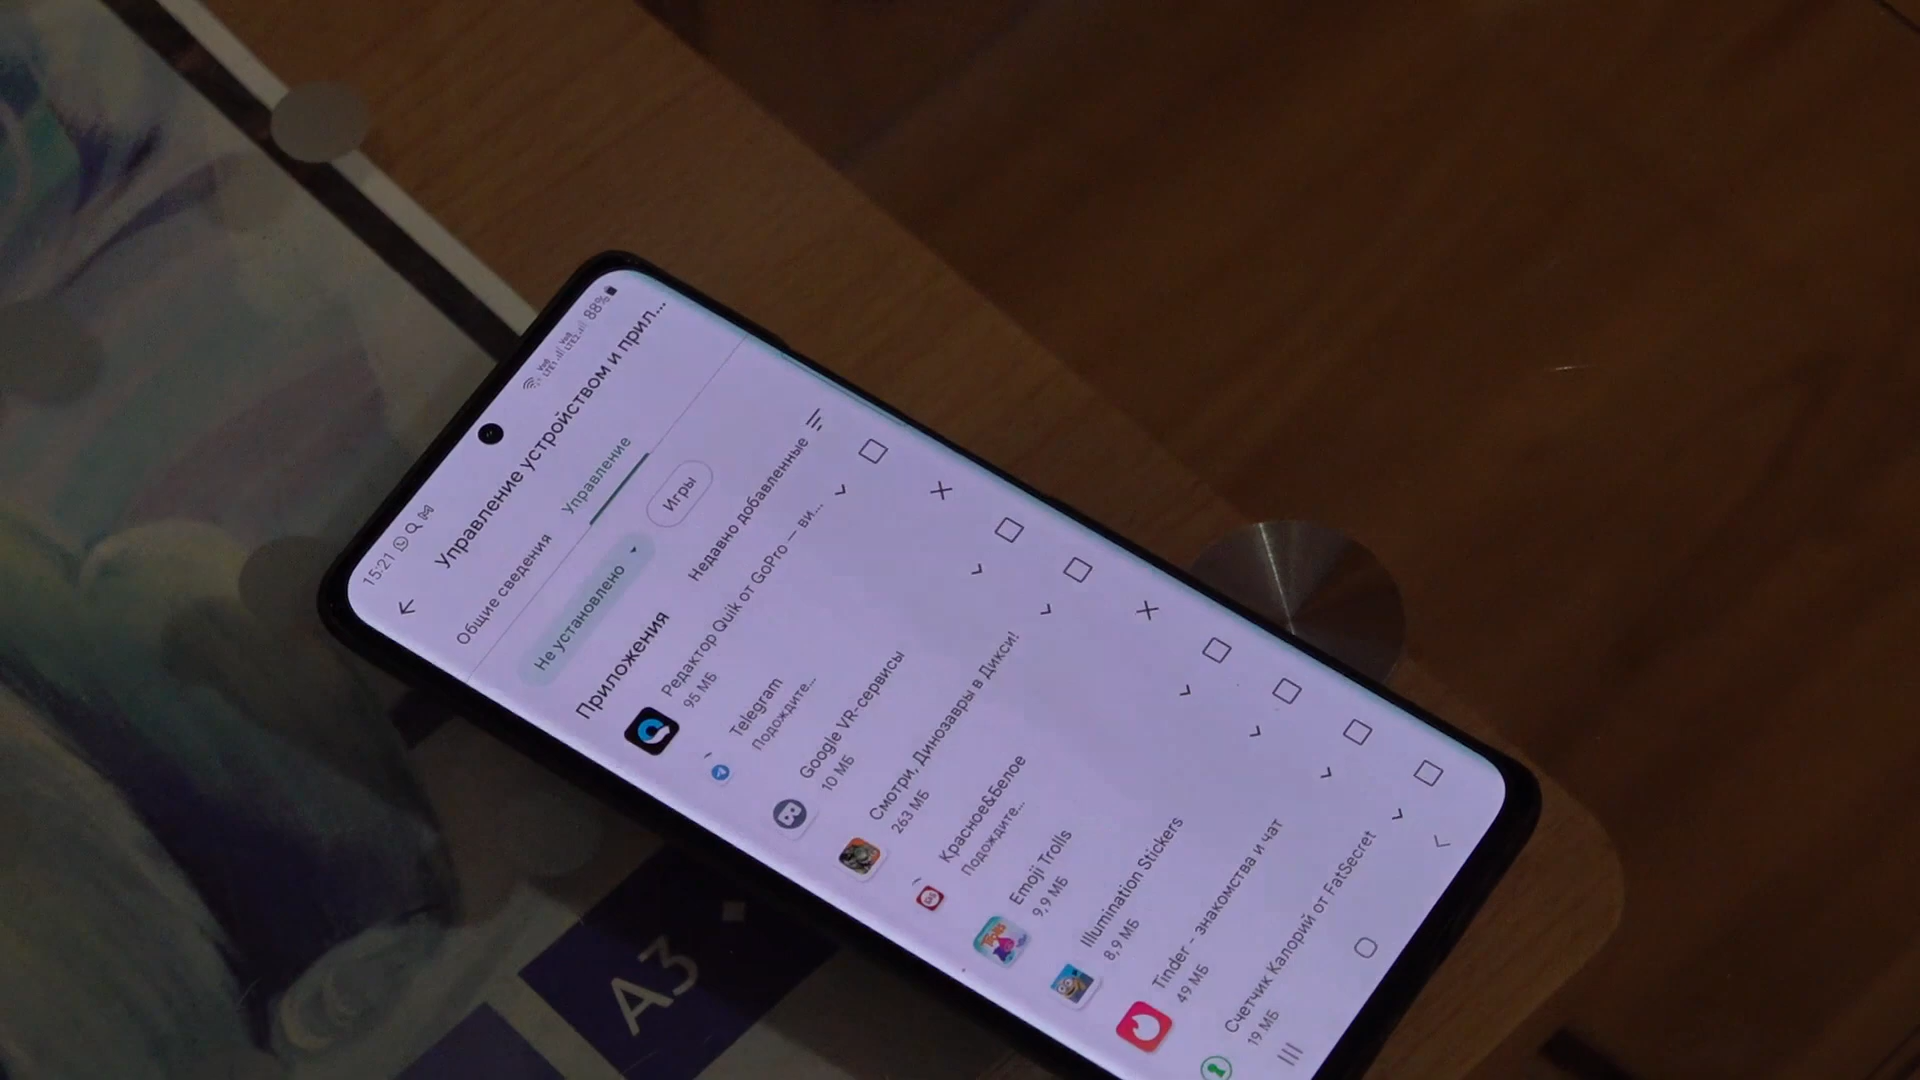 15:21
88%
Управление устройством и прил...
Общие сведения
Управление
Не установлено
Игры
Приложения
Недавно добавленные
Редактор Quik от GoPro — ви...
95 МБ
Telegram
Подождите...
Google VR-сервисы
10 МБ
Смотри, Динозавры в Дикси!
263 МБ
Красное&Белое
Подождите...
Emoji Trolls
9,9 МБ
Illumination Stickers
8,9 МБ
Tinder - знакомства и чат
49 МБ
Счетчик Калорий от FatSecret
19 МБ
A3